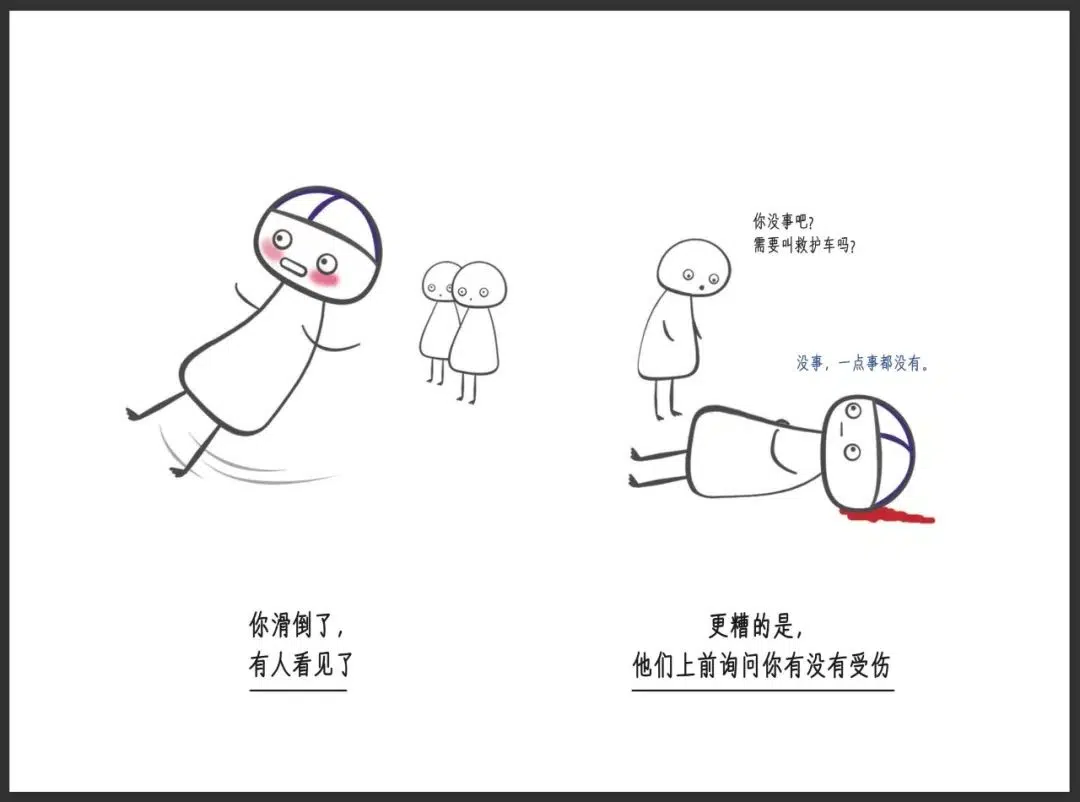 你没事吧?
需要叫救护车吗?
没事，一点事都没有。
你滑倒了，
有人看见了
更糟的是，
他们上前询问你有没有受伤